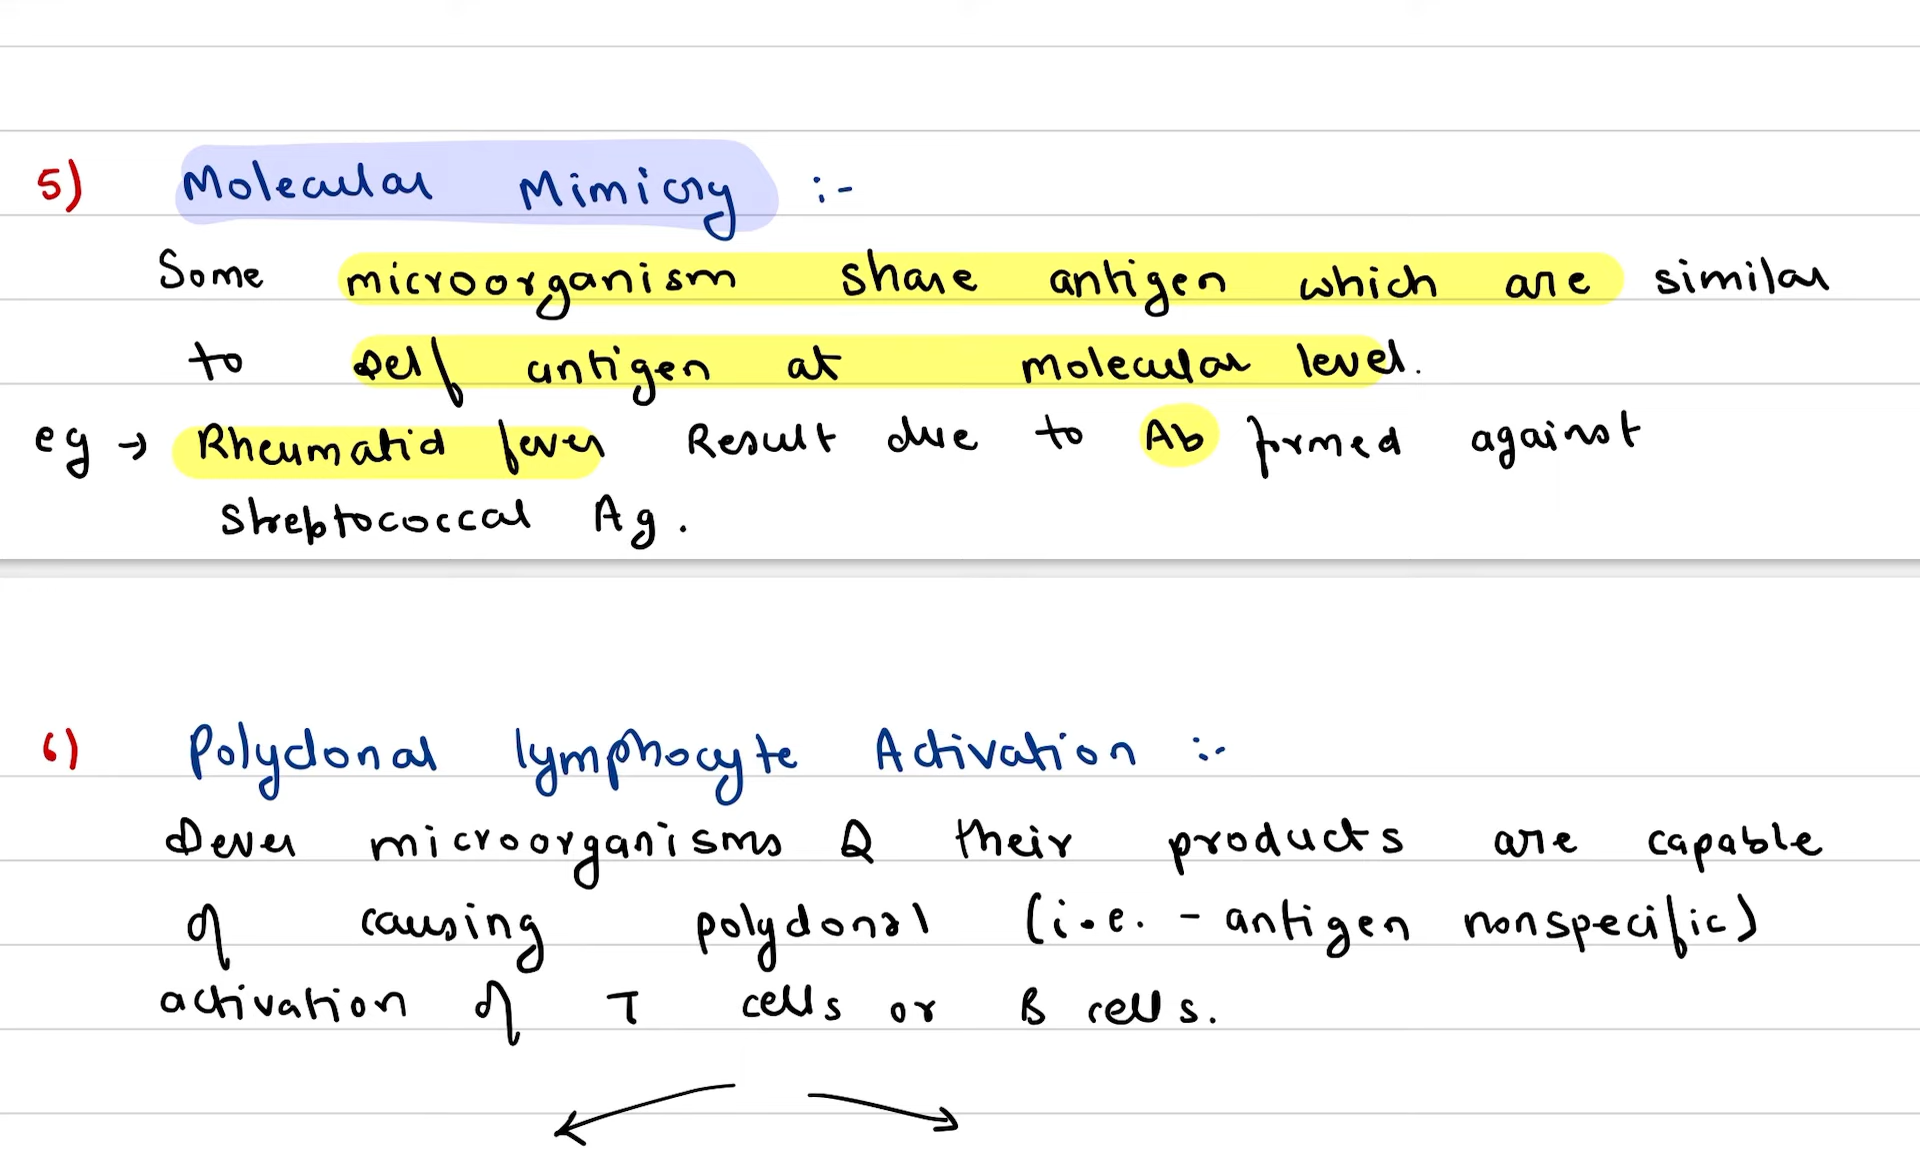 5) Molecular Mimicry :-
Some microorganism share antigen which are similar
to self antigen at molecular level.
eg → Rheumatid fever Result due to Ab formed against
streptococcal Ag.
6) Polyclonal lymphocyte Activation :-
microorganisms & their products are capable
of causing polyclonal (i.e. - antigen nonspecific)
activation of T cells or B cells.